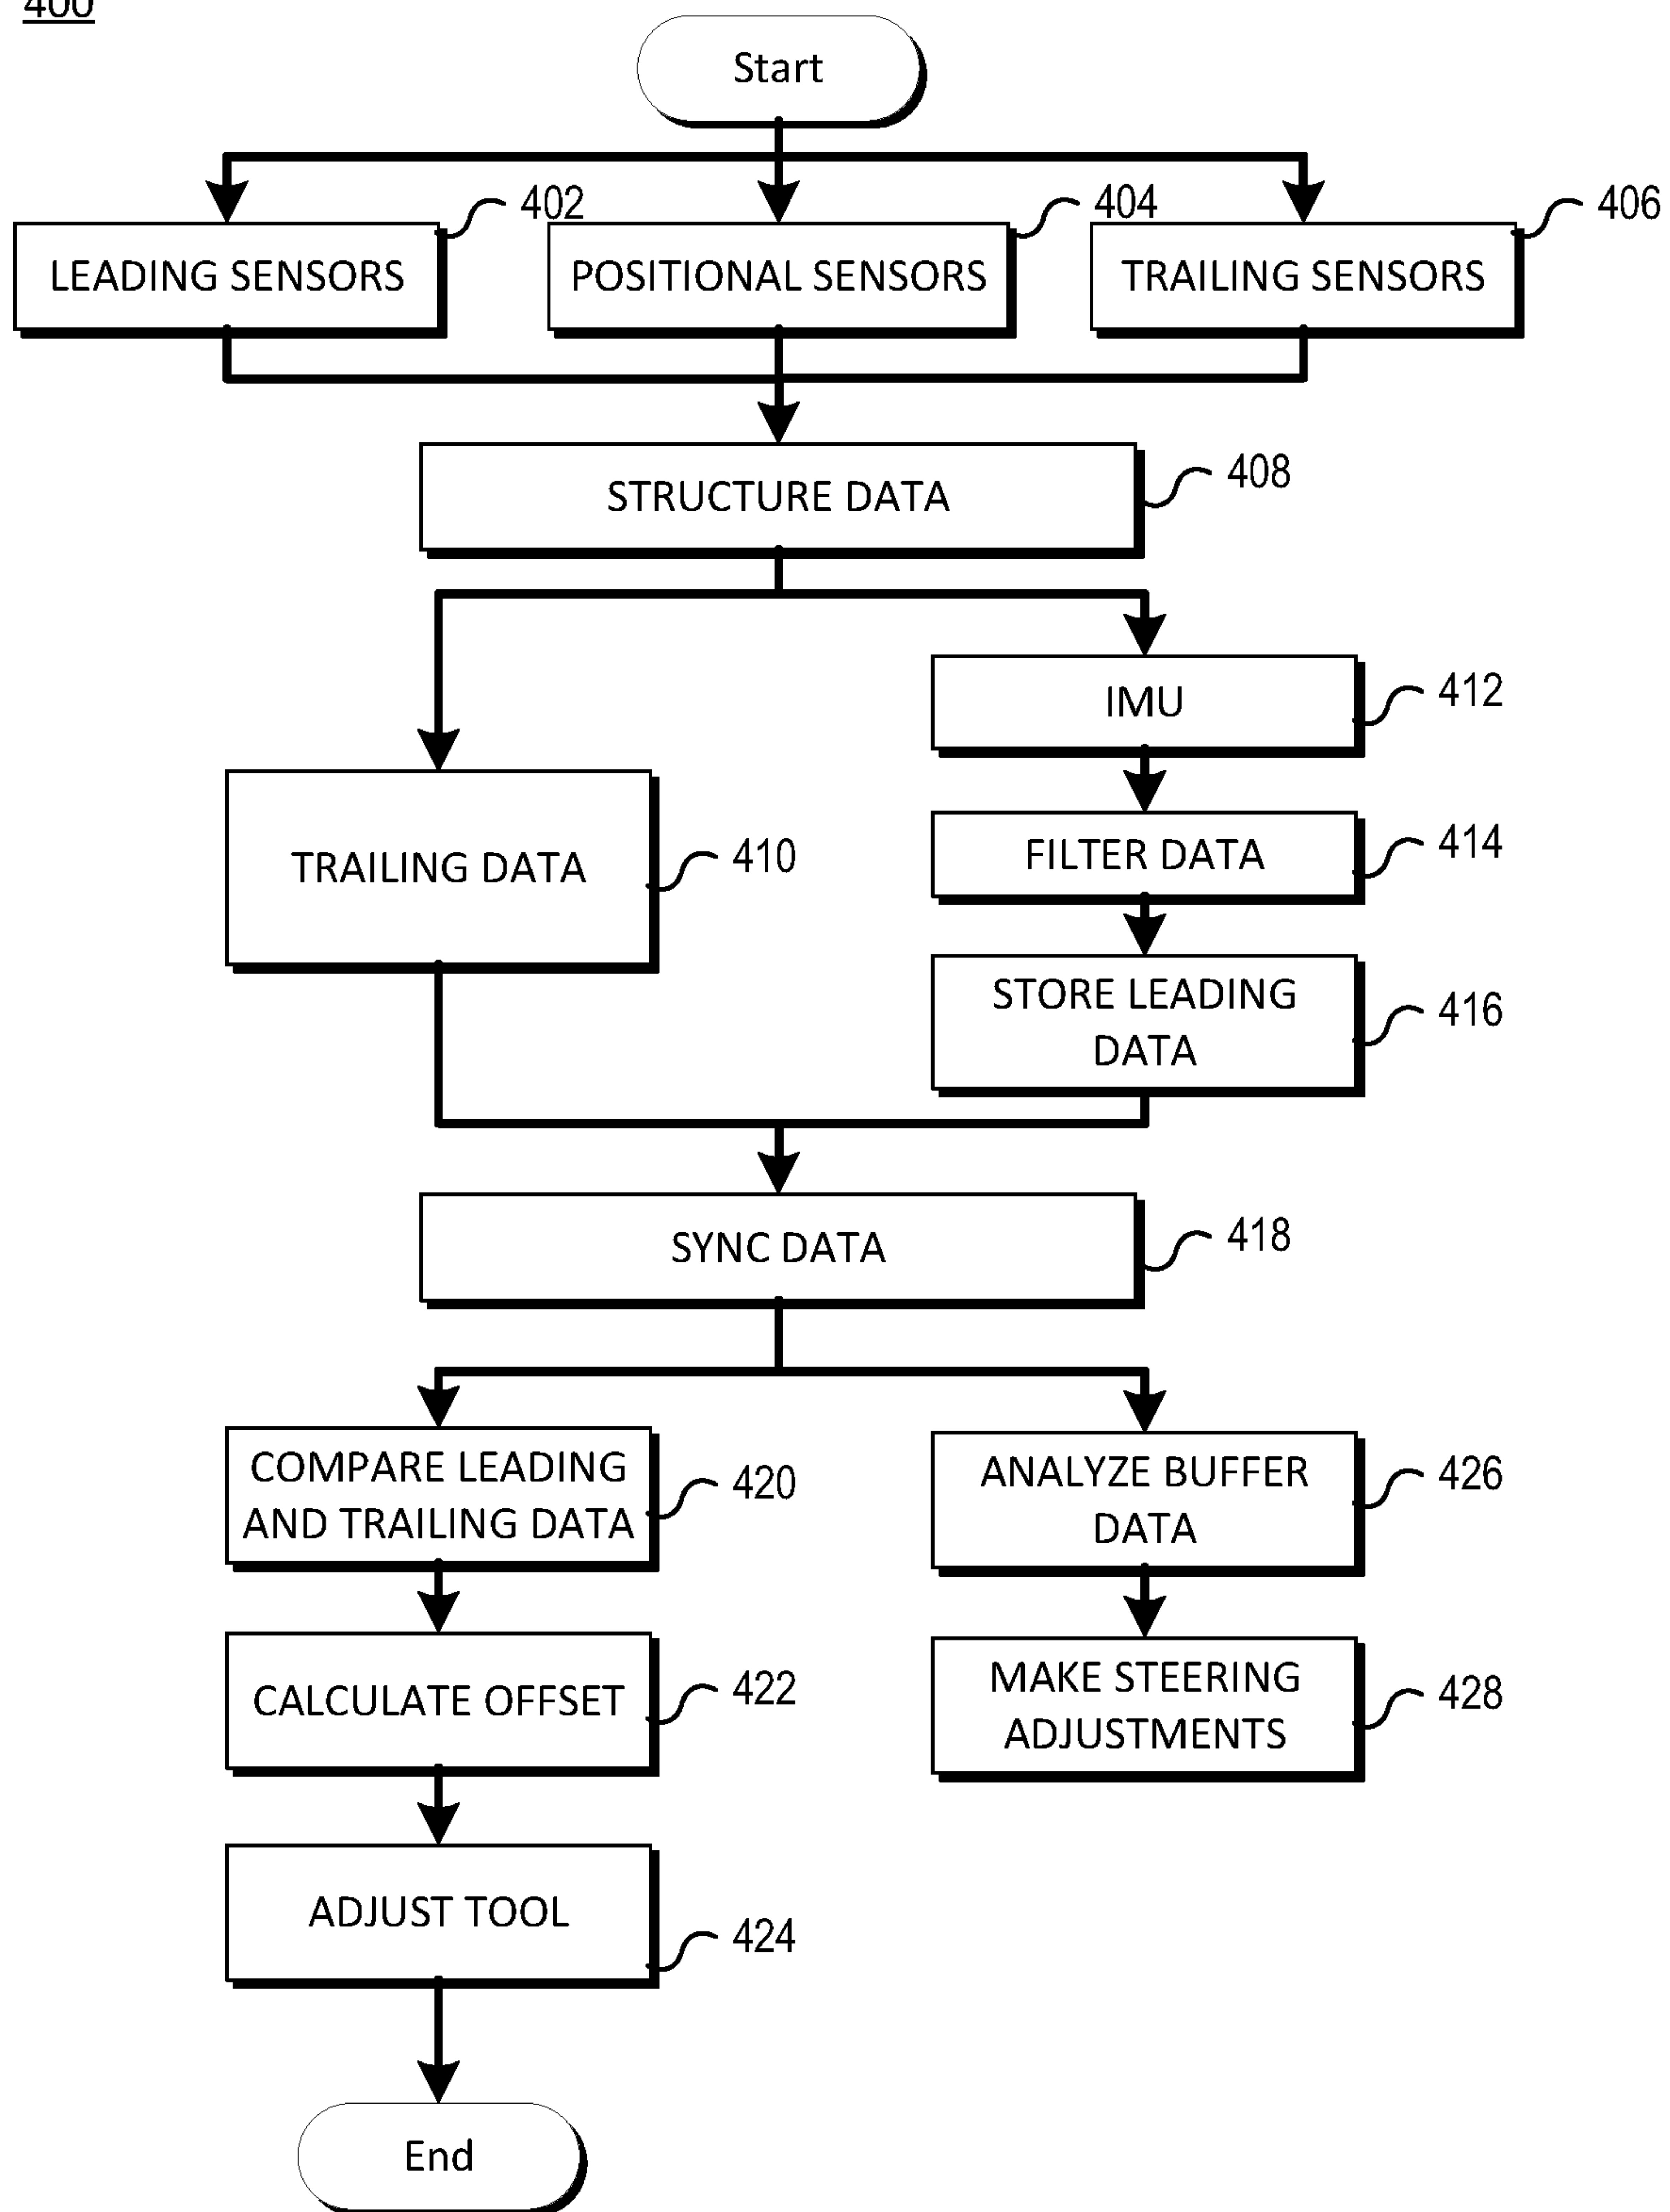 400
Start
402
404
406
LEADING SENSORS
POSITIONAL SENSORS
TRAILING SENSORS
STRUCTURE DATA
408
IMU
412
TRAILING DATA
410
FILTER DATA
414
STORE LEADING
DATA
416
SYNC DATA
418
COMPARE LEADING
AND TRAILING DATA
420
ANALYZE BUFFER
DATA
426
CALCULATE OFFSET
422
MAKE STEERING
ADJUSTMENTS
428
ADJUST TOOL
424
End